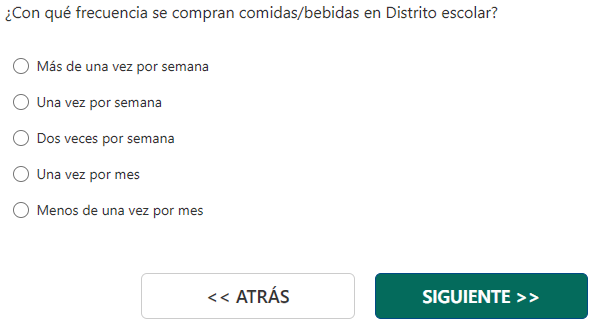 ¿Con qué frecuencia se compran comidas/bebidas en Distrito escolar?
Más de una vez por semana
Una vez por semana
Dos veces por semana
Una vez por mes
Menos de una vez por mes
<< ATRÁS
SIGUIENTE >>